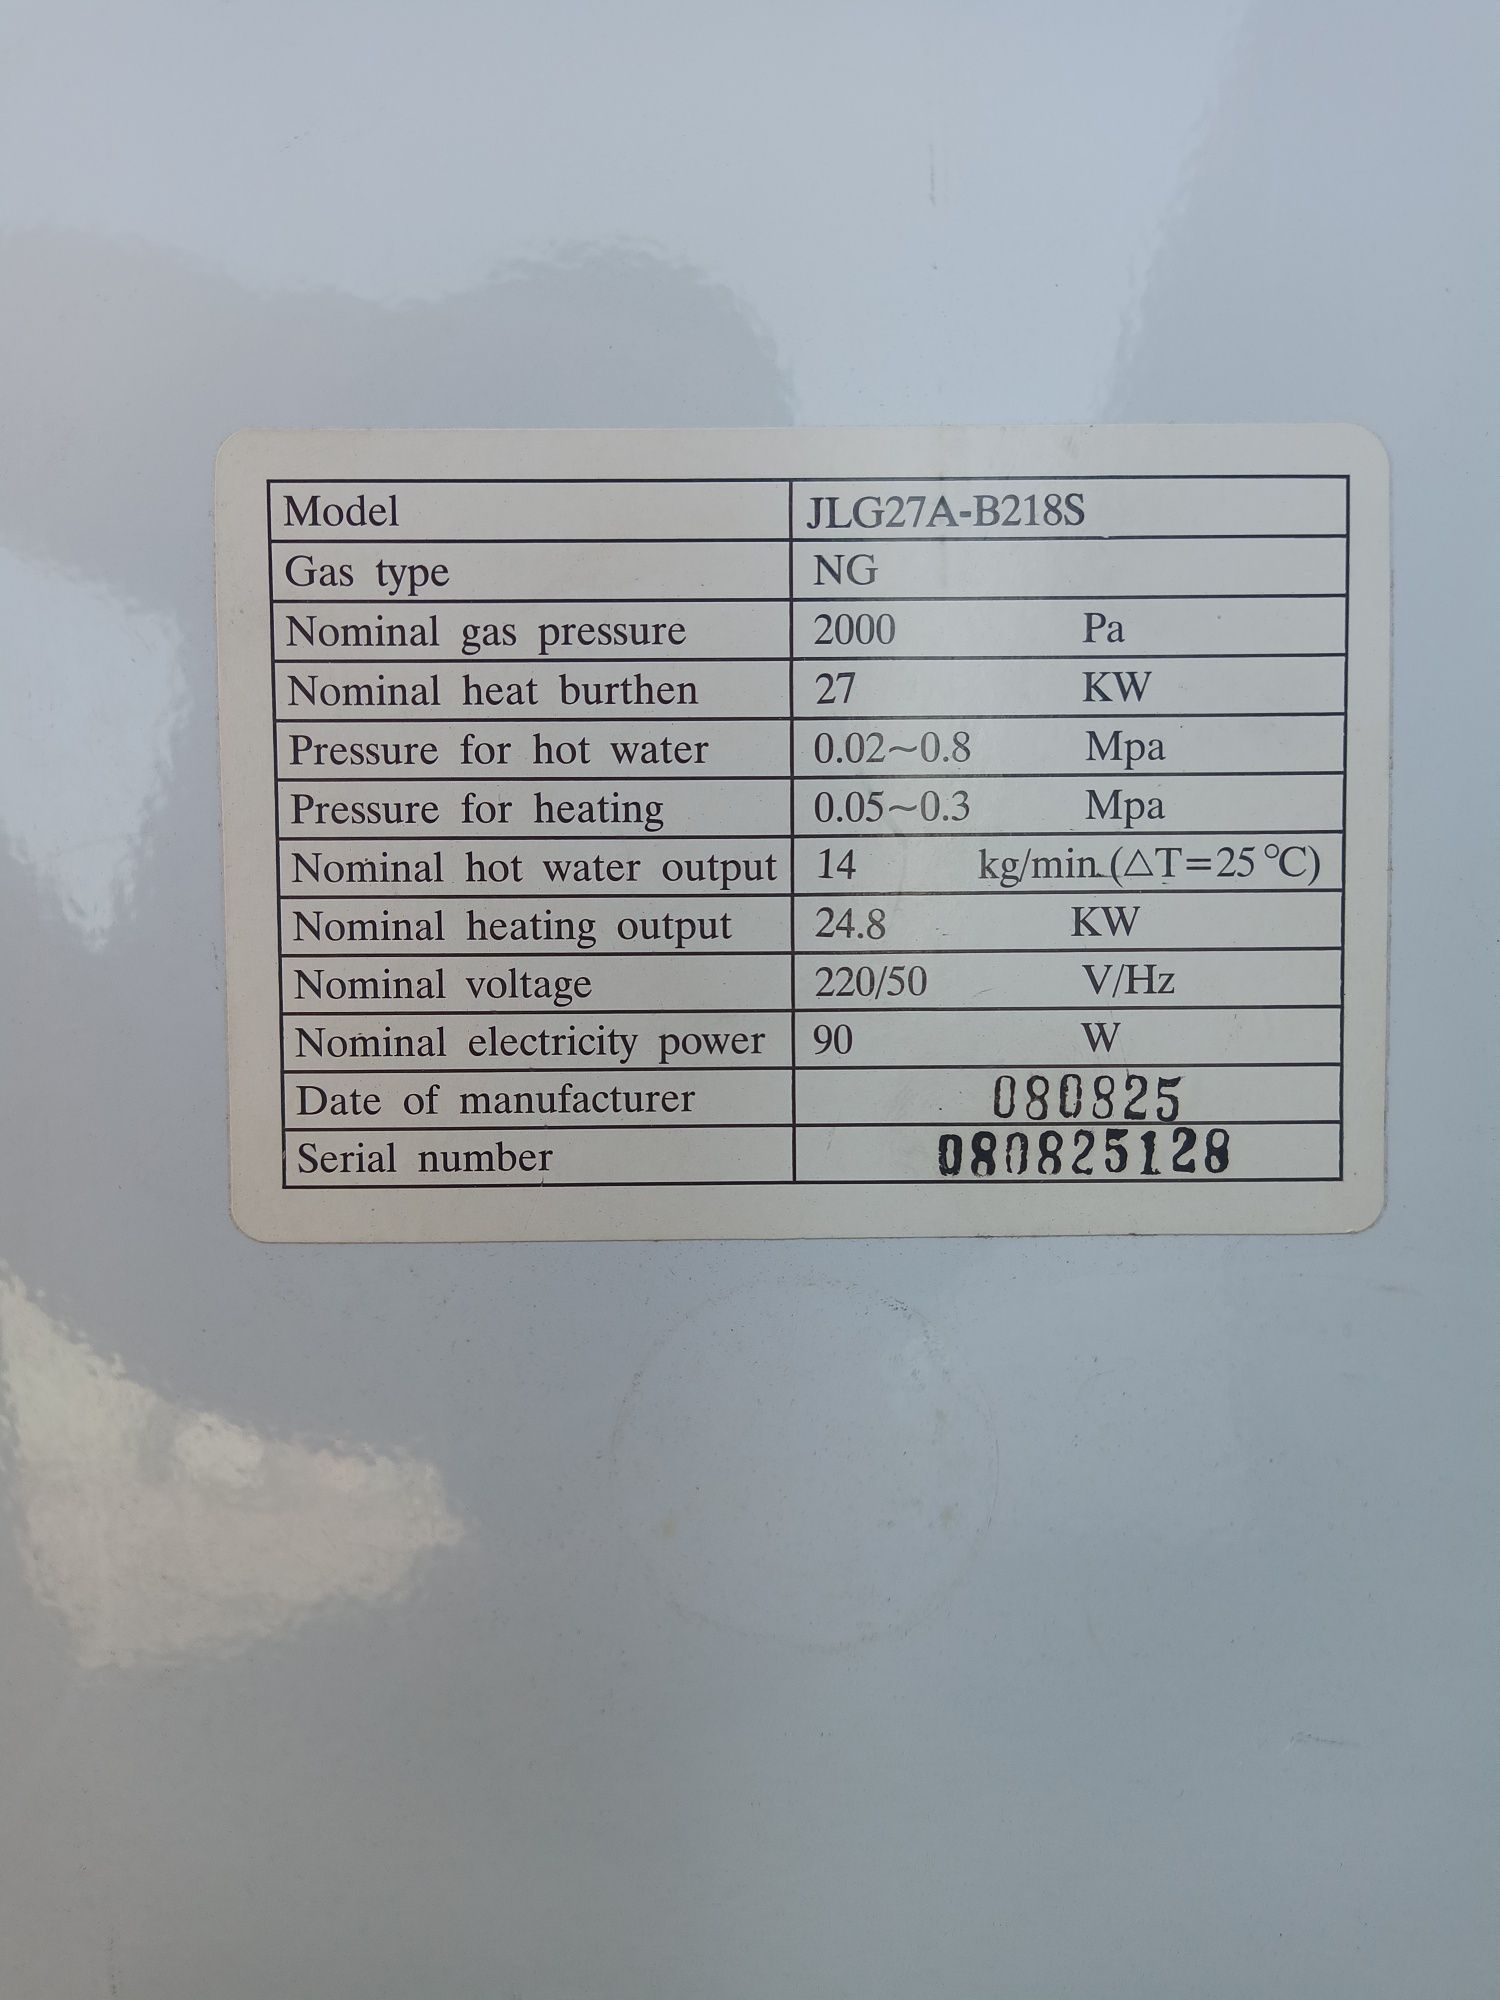 Model JLG27A-B218S
Gas type NG
Nominal gas pressure 2000 Pa
Nominal heat burthen 27 KW
Pressure for hot water 0.02~0.8 Mpa
Pressure for heating 0.05~0.3 Mpa
Nominal hot water output 14 kg/min.(△T=25℃)
Nominal heating output 24.8 KW
Nominal voltage 220/50 V/Hz
Nominal electricity power 90 W
Date of manufacturer 080825
Serial number 080825128